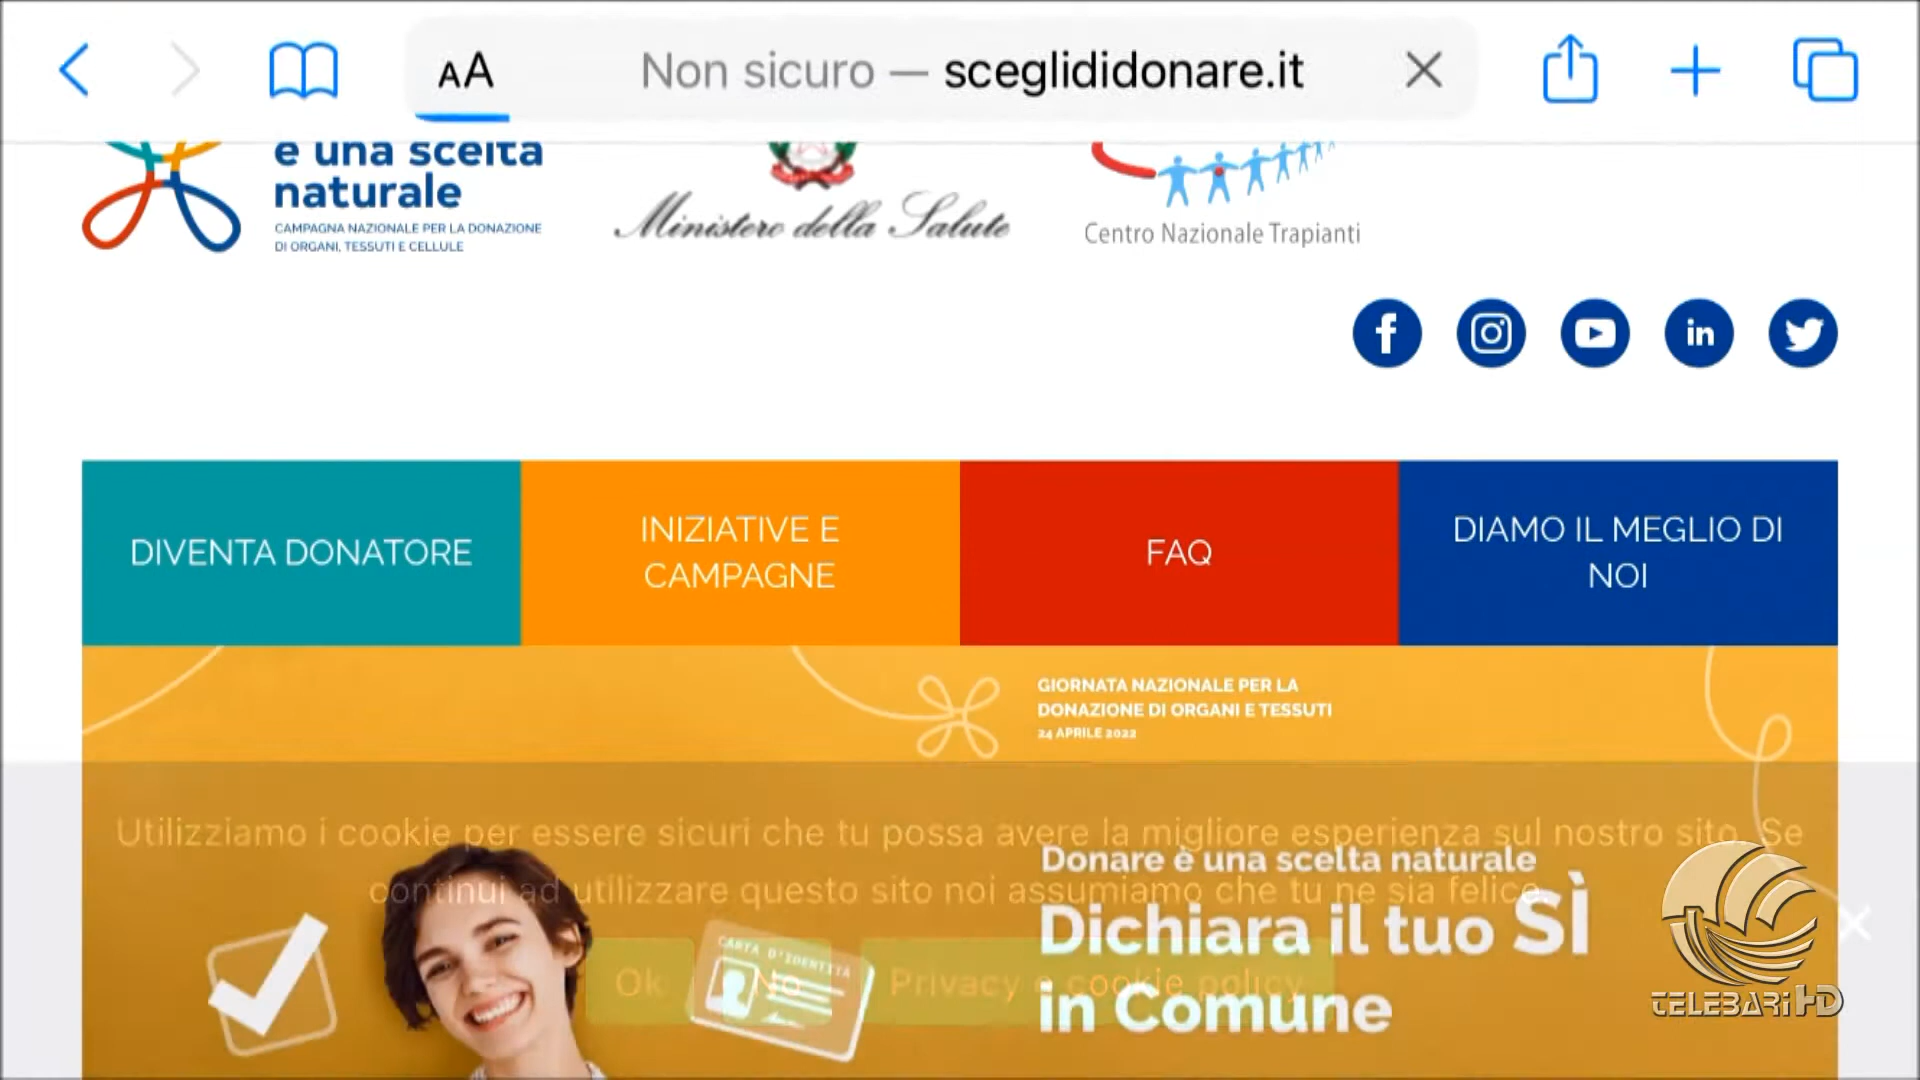 AA
Non sicuro — sceglididonare.it
è una scelta
naturale
CAMPAGNA NAZIONALE PER LA DONAZIONE
DI ORGANI, TESSUTI E CELLULE
Ministero della Salute
Centro Nazionale Trapianti
DIVENTA DONATORE
INIZIATIVE E
CAMPAGNE
FAQ
DIAMO IL MEGLIO DI
NOI
GIORNATA NAZIONALE PER LA
DONAZIONE DI ORGANI E TESSUTI
24 APRILE 2022
Utilizziamo i cookie per essere sicuri che tu possa avere la migliore esperienza sul nostro sito. Se
continui ad utilizzare questo sito noi assumiamo che tu ne sia felice.
Ok
No
Privacy e cookie policy
CARTA D'IDENTITÀ
Donare è una scelta naturale
Dichiara il tuo SÌ
in Comune
TELEBARI HD